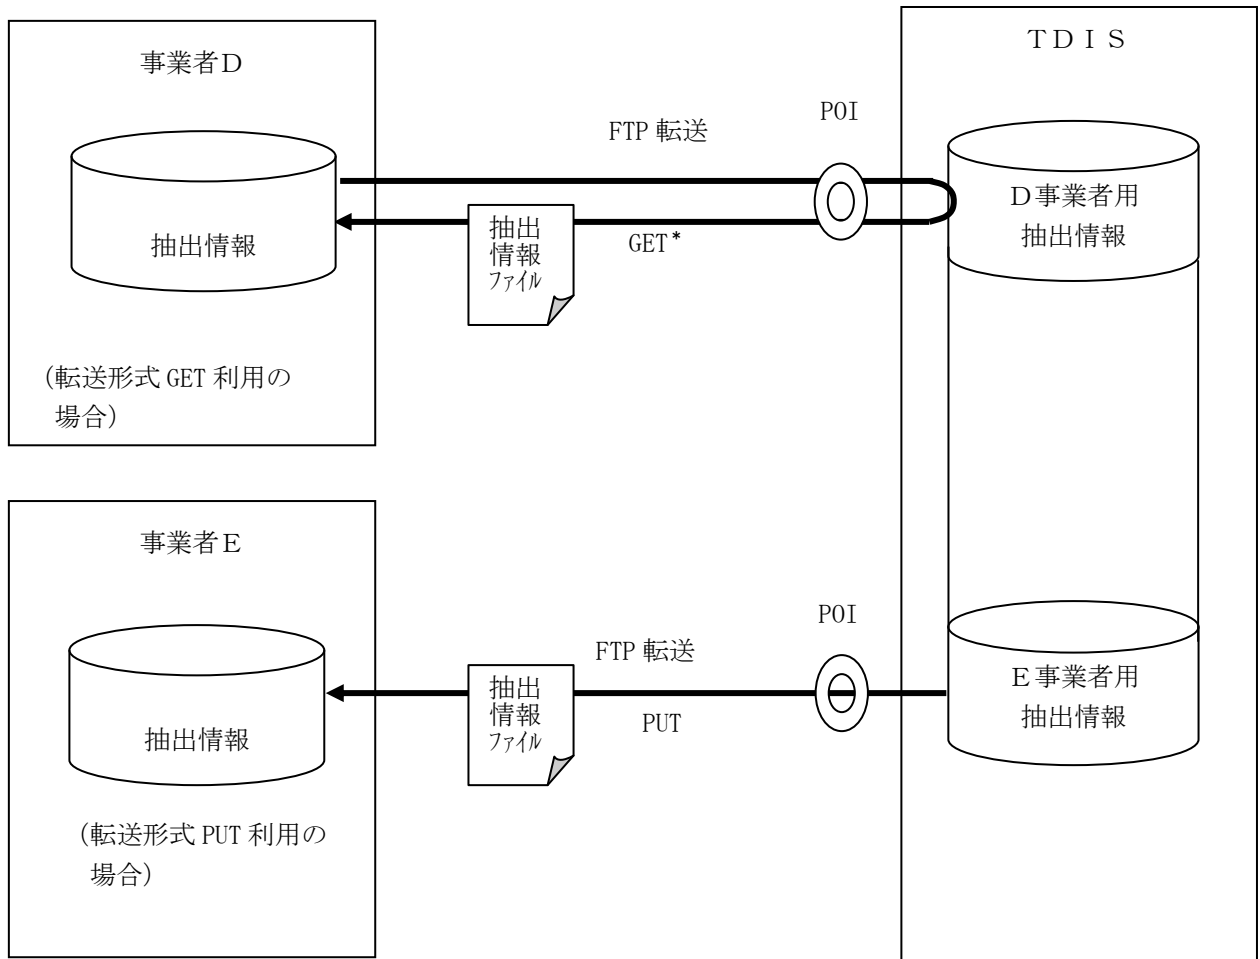 事業者Ｄ
ＴＤＩＳ
POI
FTP 転送
Ｄ事業者用
抽出情報
抽出
情報
ファイル
GET*
抽出情報
（転送形式 GET 利用の
場合）
事業者Ｅ
POI
FTP 転送
Ｅ事業者用
抽出情報
抽出
情報
ファイル
PUT
抽出情報
（転送形式 PUT 利用の
場合）